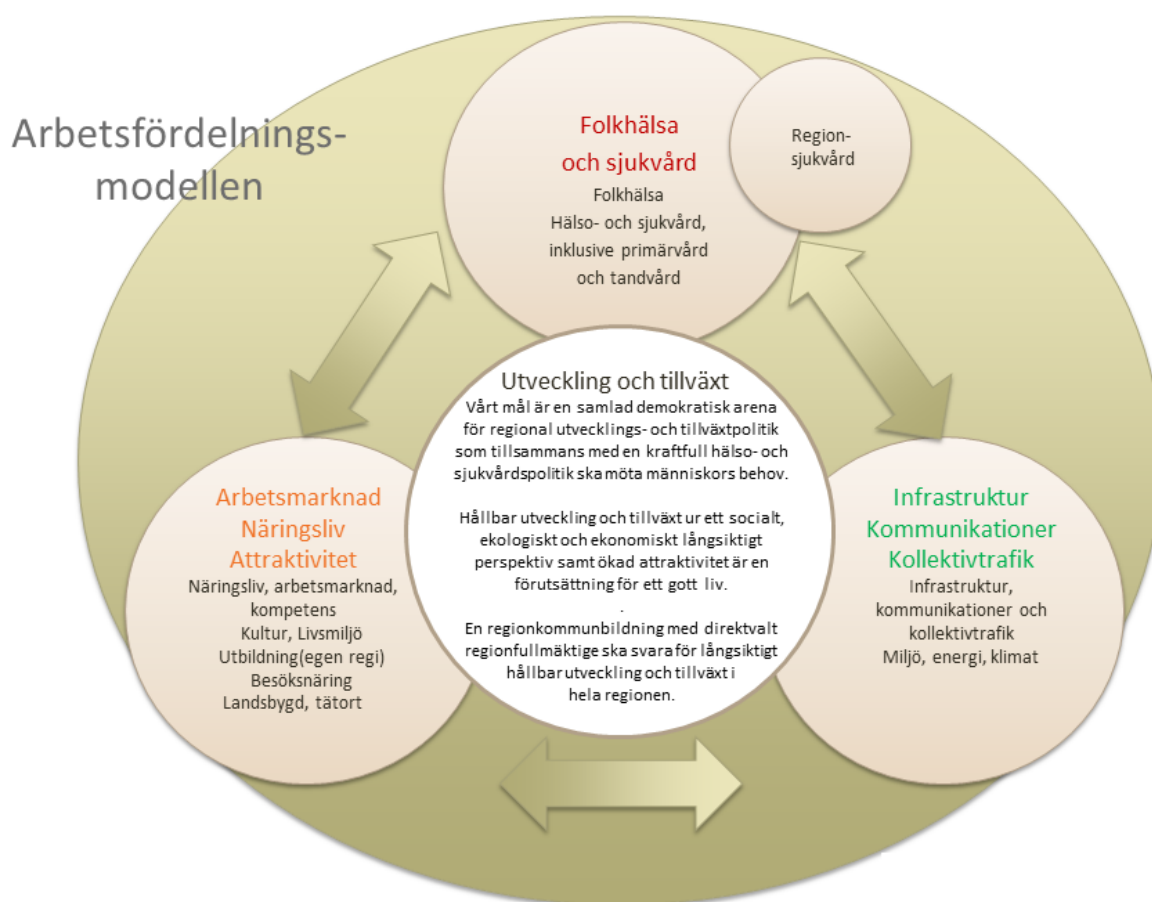 Arbetsfördelnings-
modellen
Folkhälsa
och sjukvård
Folkhälsa
Hälso- och sjukvård,
inklusive primärvård
och tandvård
Region-
sjukvård
Utveckling och tillväxt
Vårt mål är en samlad demokratisk arena
för regional utvecklings- och tillväxtpolitik
som tillsammans med en kraftfull hälso- och
sjukvårdspolitik ska möta människors behov.
Hållbar utveckling och tillväxt ur ett socialt,
ekologiskt och ekonomiskt långsiktigt
perspektiv samt ökad attraktivitet är en
förutsättning för ett gott liv.
.
En regionkommunbildning med direktvalt
regionfullmäktige ska svara för långsiktigt
hållbar utveckling och tillväxt i
hela regionen.
Arbetsmarknad
Näringsliv
Attraktivitet
Näringsliv, arbetsmarknad,
kompetens
Kultur, Livsmiljö
Utbildning(egen regi)
Besöksnäring
Landsbygd, tätort
Infrastruktur
Kommunikationer
Kollektivtrafik
Infrastruktur,
kommunikationer och
kollektivtrafik
Miljö, energi, klimat